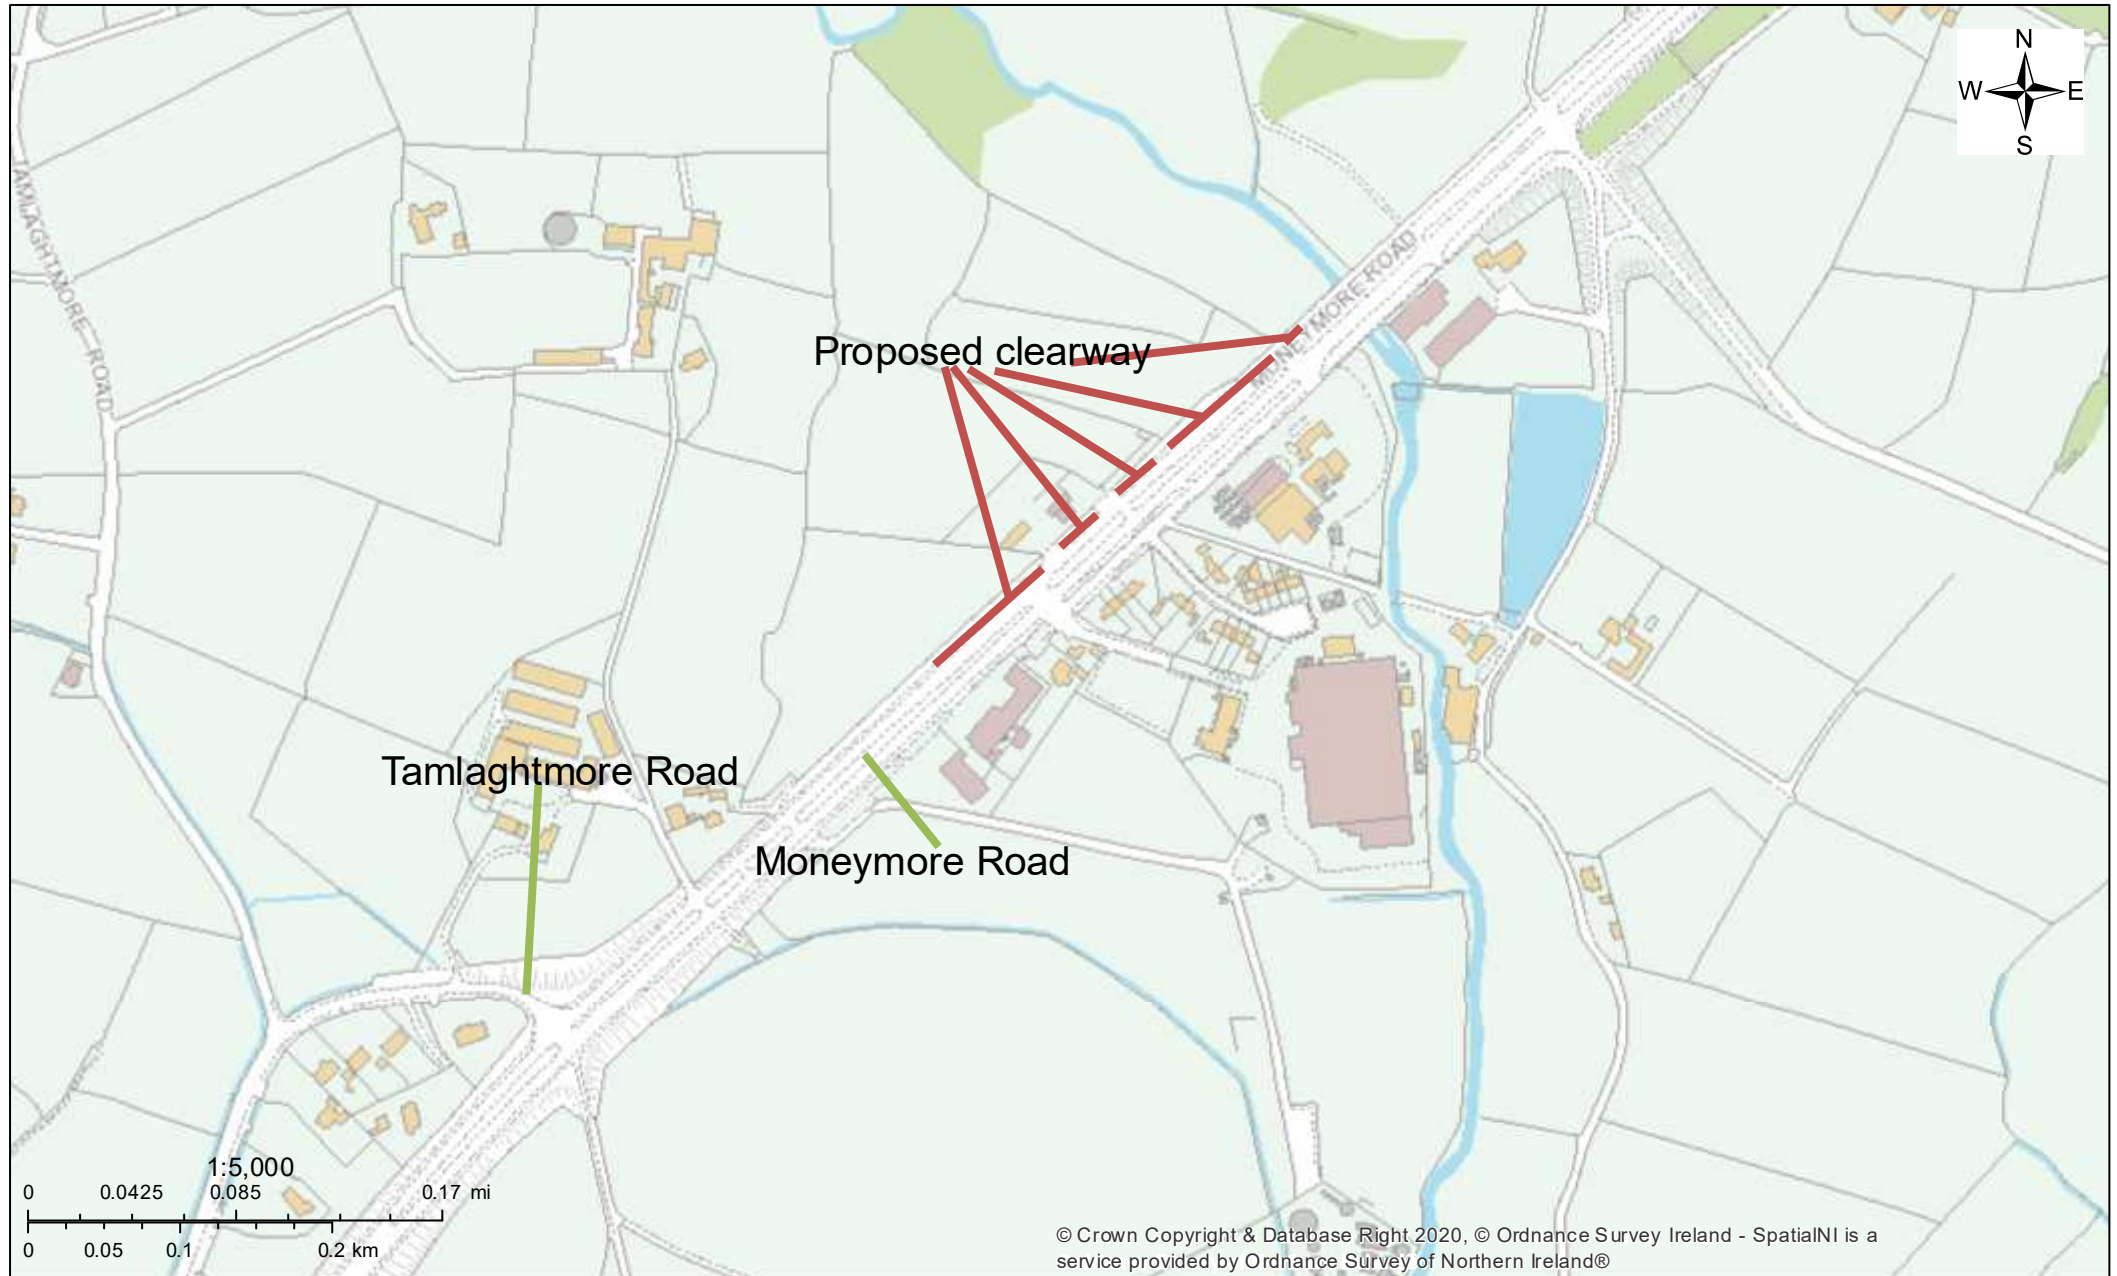 N
W E
S
AMLAGHTMORE ROAD
MONEYMORE ROAD
Proposed clearway
Tamlaghtmore Road
Moneymore Road
1:5,000
0 0.0425 0.085 0.17 mi
0 0.05 0.1 0.2 km
© Crown Copyright & Database Right 2020, © Ordnance Survey Ireland - SpatialNI is a
service provided by Ordnance Survey of Northern Ireland®